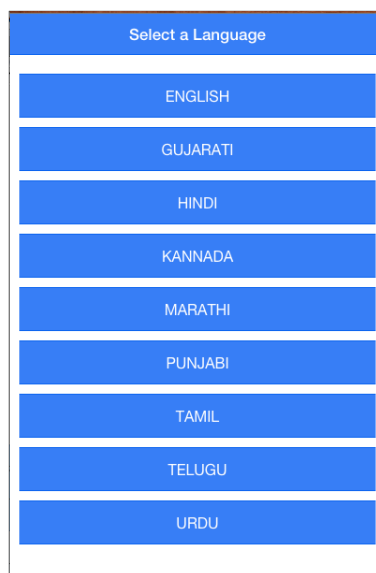 Select a Language
ENGLISH
GUJARATI
HINDI
KANNADA
MARATHI
PUNJABI
TAMIL
TELUGU
URDU